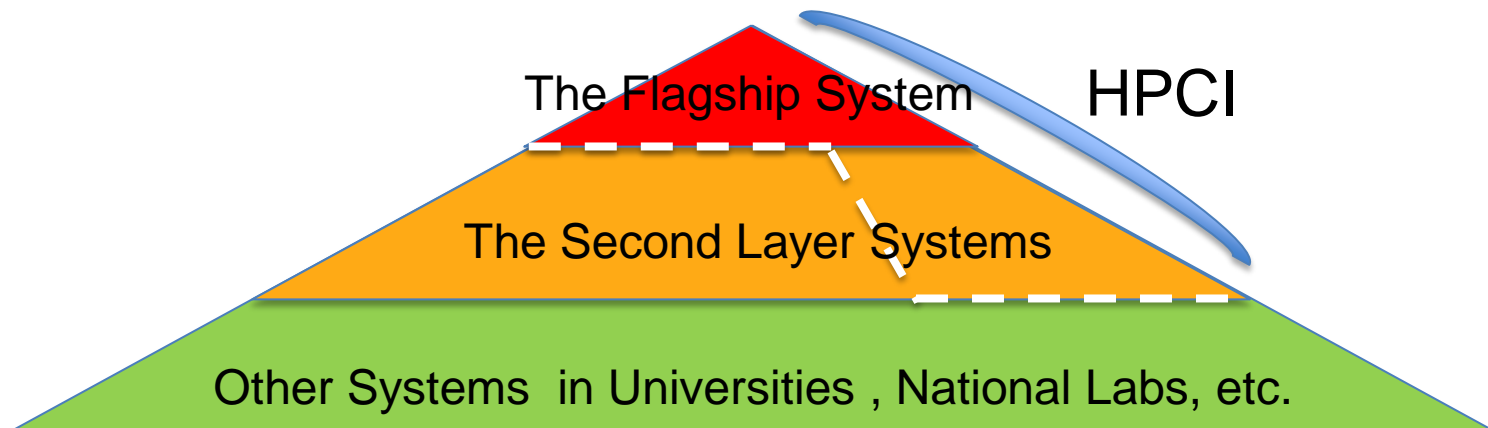 The Flagship System
HPCI
The Second Layer Systems
Other Systems in Universities , National Labs, etc.